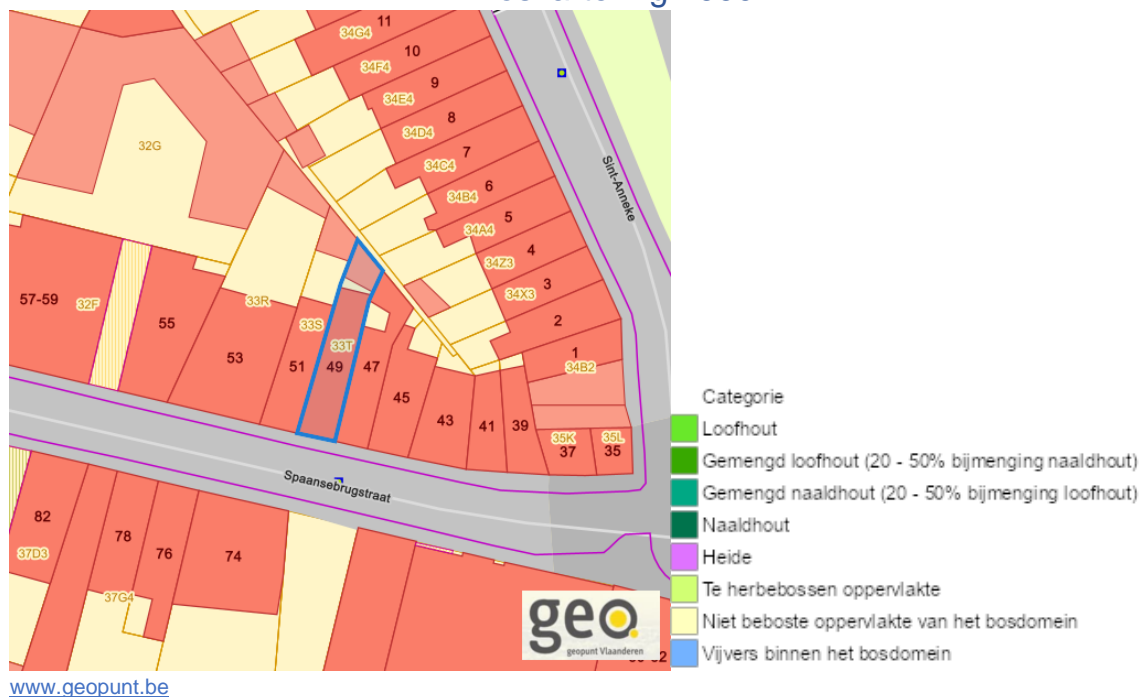 11
34G4
10
34F4
9
34E4
8
34D4
7
34C4
6
34B4
5
34A4
4
34Z3
3
34X3
2
1
34B2
Sint-Anneke
32G
57-59
32F
55
33R
53
33S
51
33T
49
47
45
43
41
39
35K
37
35L
35
Spaansebrugstraat
82
37D3
78
76
74
37G4
geo
geopunt Vlaanderen
Categorie
Loofhout
Gemengd loofhout (20 - 50% bijmenging naaldhout)
Gemengd naaldhout (20 - 50% bijmenging loofhout)
Naaldhout
Heide
Te herbebossen oppervlakte
Niet beboste oppervlakte van het bosdomein
Vijvers binnen het bosdomein
www.geopunt.be